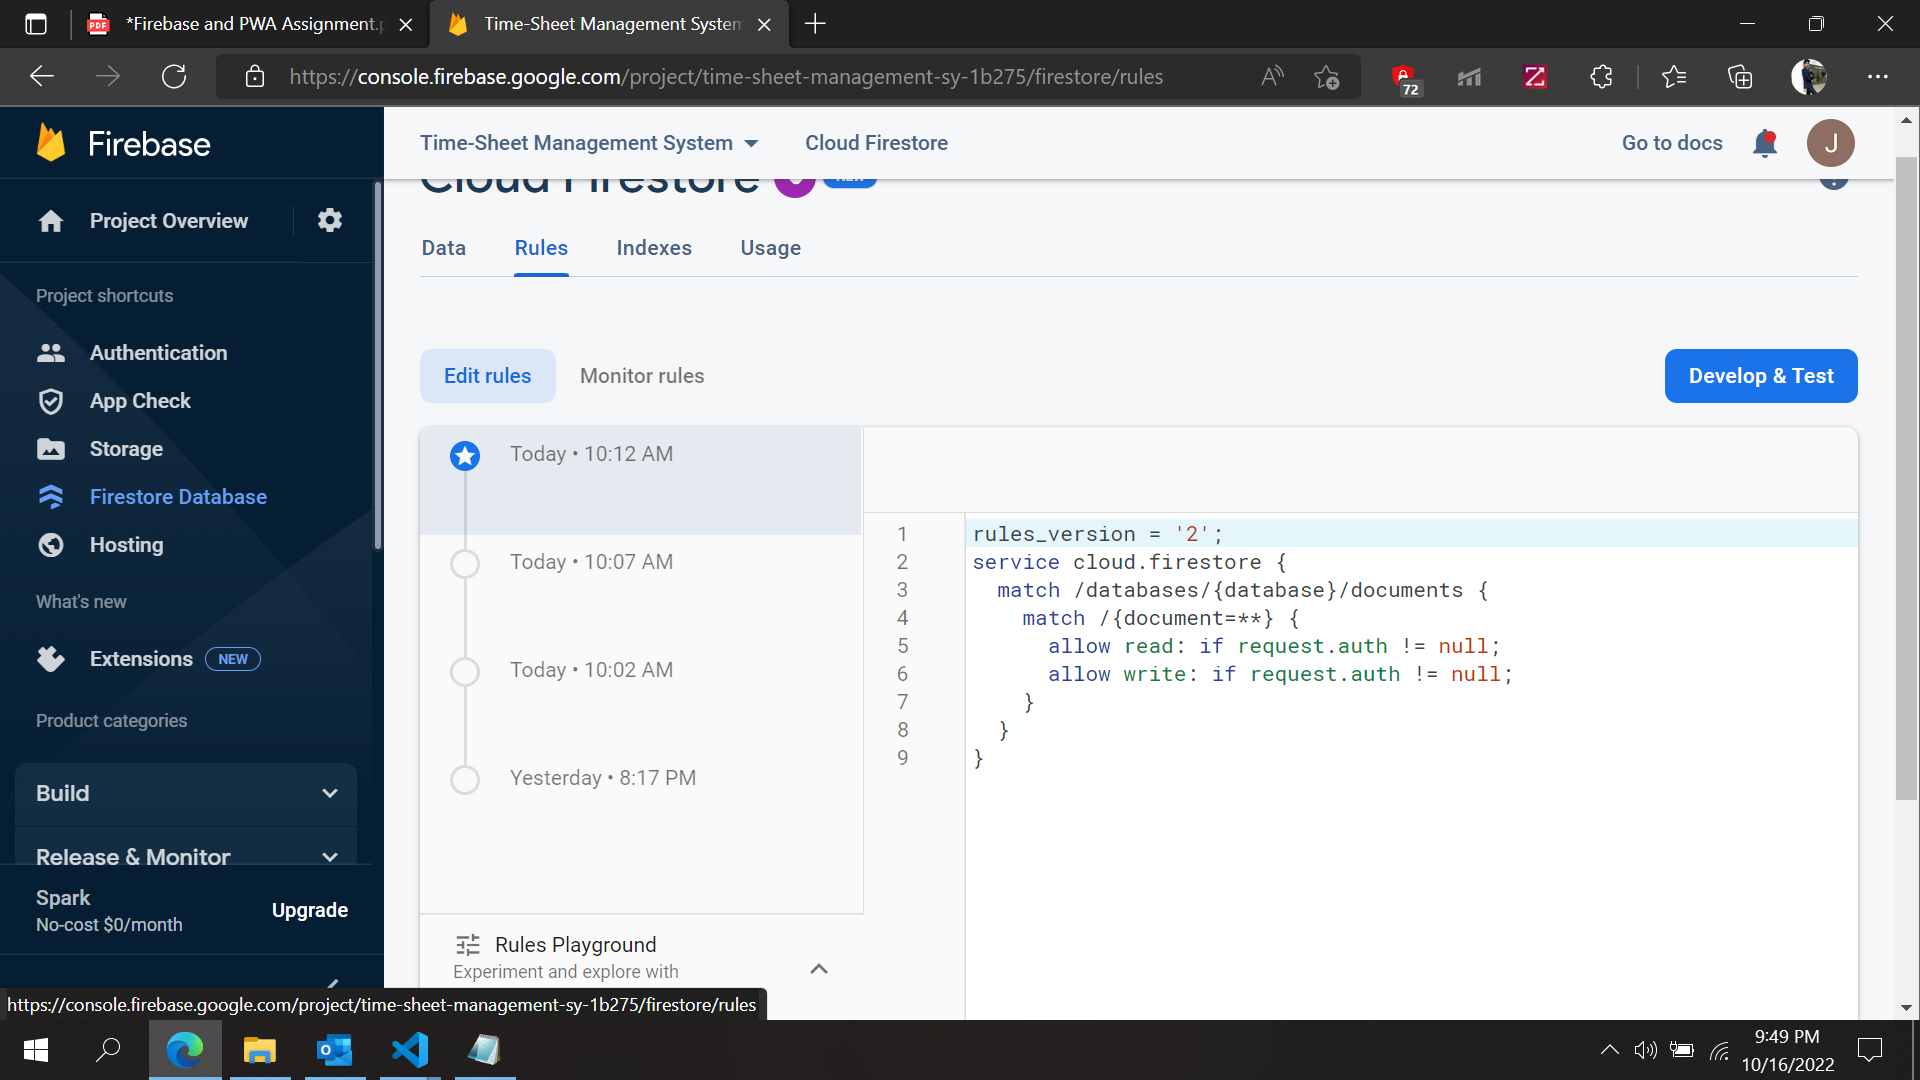 *Firebase and PWA Assignment.p
Time-Sheet Management System
https://console.firebase.google.com/project/time-sheet-management-sy-1b275/firestore/rules
72
Firebase
Time-Sheet Management System
Cloud Firestore
Go to docs
J
Cloud Firestore
NEW
Project Overview
Data
Rules
Indexes
Usage
Project shortcuts
Authentication
App Check
Storage
Firestore Database
Hosting
What's new
Extensions
NEW
Product categories
Build
Release & Monitor
Spark
No-cost $0/month
Upgrade
Edit rules
Monitor rules
Develop & Test
Today • 10:12 AM
Today • 10:07 AM
Today • 10:02 AM
Yesterday • 8:17 PM
1 rules_version = '2';
2 service cloud.firestore {
3 match /databases/{database}/documents {
4 match /{document=**} {
5 allow read: if request.auth != null;
6 allow write: if request.auth != null;
7 }
8 }
9 }
Rules Playground
Experiment and explore with
https://console.firebase.google.com/project/time-sheet-management-sy-1b275/firestore/rules
9:49 PM
10/16/2022